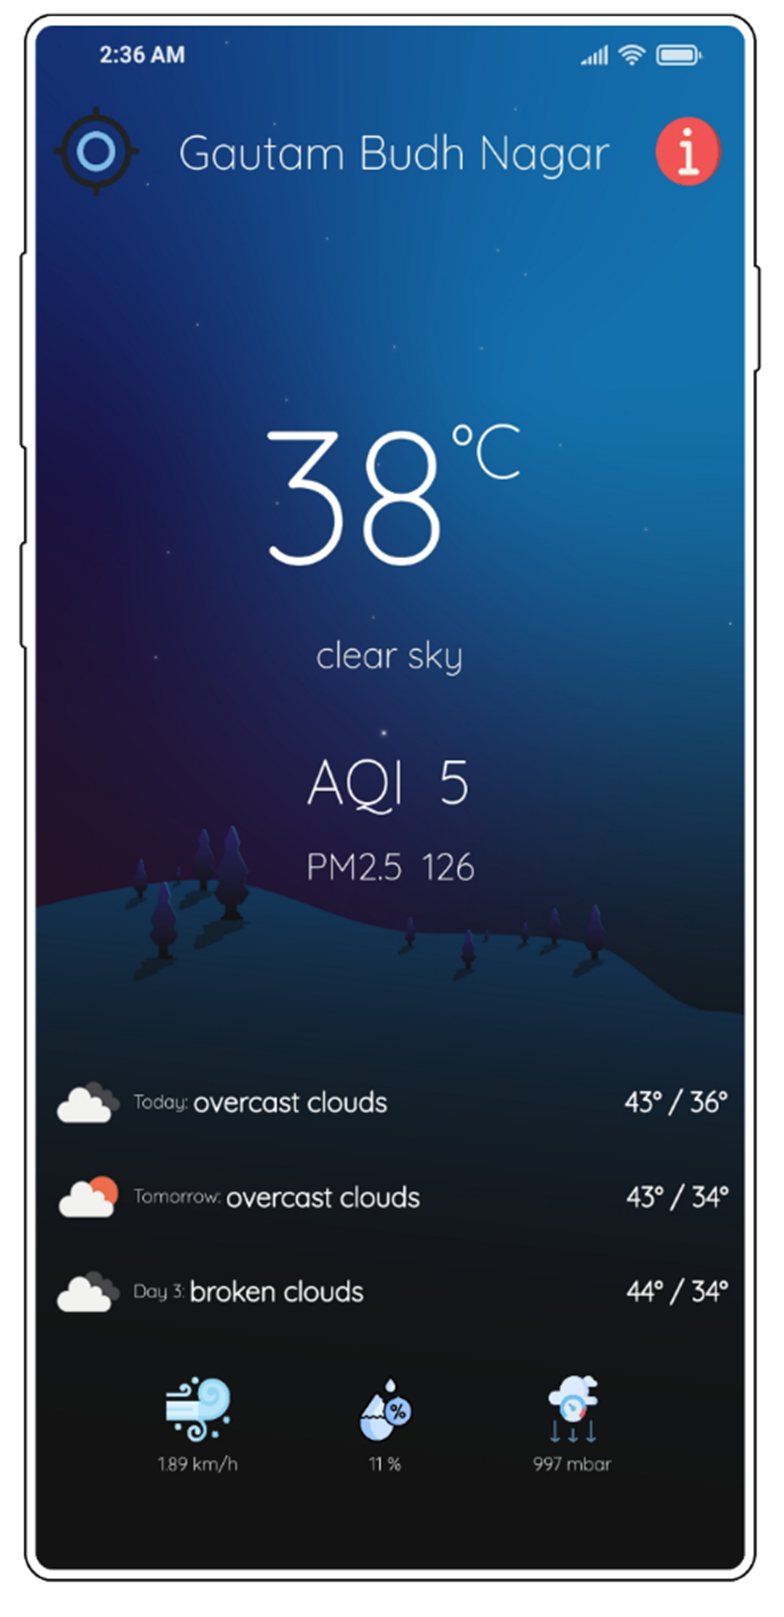 2:36 AM
Gautam Budh Nagar
38°C
clear sky
AQI 5
PM2.5 126
Today: overcast clouds 43° / 36°
Tomorrow: overcast clouds 43° / 34°
Day 3: broken clouds 44° / 34°
%
1.89 km/h 11 % 997 mbar